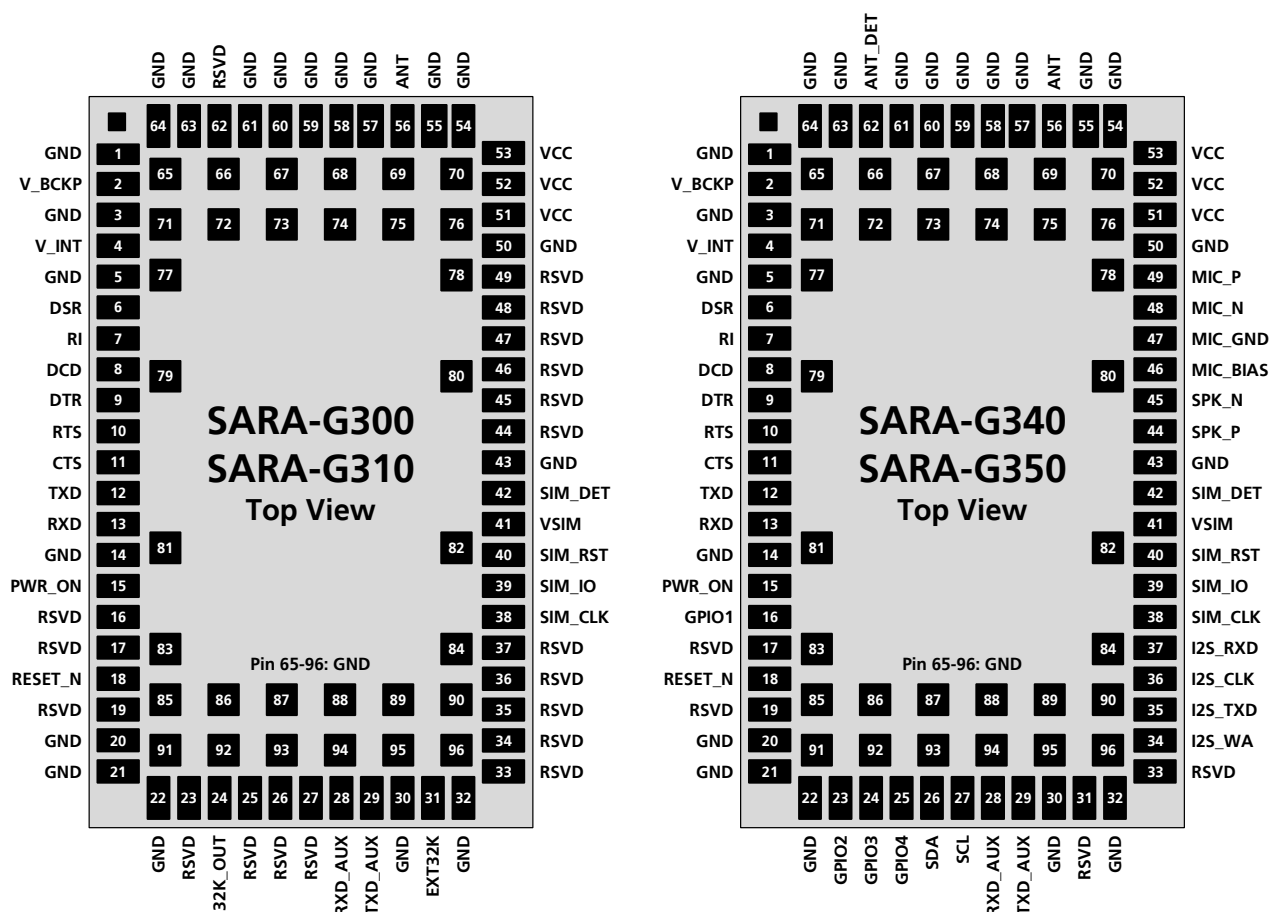 GND GND RSVD GND GND GND GND GND ANT GND GND
64 63 62 61 60 59 58 57 56 55 54
GND 1 53 VCC
65 66 67 68 69 70
V_BCKP 2 52 VCC
GND 3 51 VCC
71 72 73 74 75 76
V_INT 4 50 GND
GND 5 77 78 49 RSVD
DSR 6 48 RSVD
RI 7 47 RSVD
DCD 8 79 80 46 RSVD
DTR 9 45 RSVD
SARA-G300
RTS 10 44 RSVD
CTS 11 43 GND
SARA-G310
TXD 12 42 SIM_DET
Top View
RXD 13 41 VSIM
GND 14 81 82 40 SIM_RST
PWR_ON 15 39 SIM_IO
RSVD 16 38 SIM_CLK
RSVD 17 83 84 37 RSVD
Pin 65-96: GND
RESET_N 18 36 RSVD
85 86 87 88 89 90
RSVD 19 35 RSVD
GND 20 34 RSVD
91 92 93 94 95 96
GND 21 33 RSVD
22 23 24 25 26 27 28 29 30 31 32
GND RSVD 32K_OUT RSVD RSVD RSVD RXD_AUX TXD_AUX GND EXT32K GND
GND GND ANT_DET GND GND GND GND GND ANT GND GND
64 63 62 61 60 59 58 57 56 55 54
GND 1 53 VCC
65 66 67 68 69 70
V_BCKP 2 52 VCC
GND 3 51 VCC
71 72 73 74 75 76
V_INT 4 50 GND
GND 5 77 78 49 MIC_P
DSR 6 48 MIC_N
RI 7 47 MIC_GND
DCD 8 79 80 46 MIC_BIAS
DTR 9 45 SPK_N
SARA-G340
RTS 10 44 SPK_P
CTS 11 43 GND
SARA-G350
TXD 12 42 SIM_DET
Top View
RXD 13 41 VSIM
GND 14 81 82 40 SIM_RST
PWR_ON 15 39 SIM_IO
GPIO1 16 38 SIM_CLK
RSVD 17 83 84 37 I2S_RXD
Pin 65-96: GND
RESET_N 18 36 I2S_CLK
85 86 87 88 89 90
RSVD 19 35 I2S_TXD
GND 20 34 I2S_WA
91 92 93 94 95 96
GND 21 33 RSVD
22 23 24 25 26 27 28 29 30 31 32
GND GPIO2 GPIO3 GPIO4 SDA SCL RXD_AUX TXD_AUX GND RSVD GND